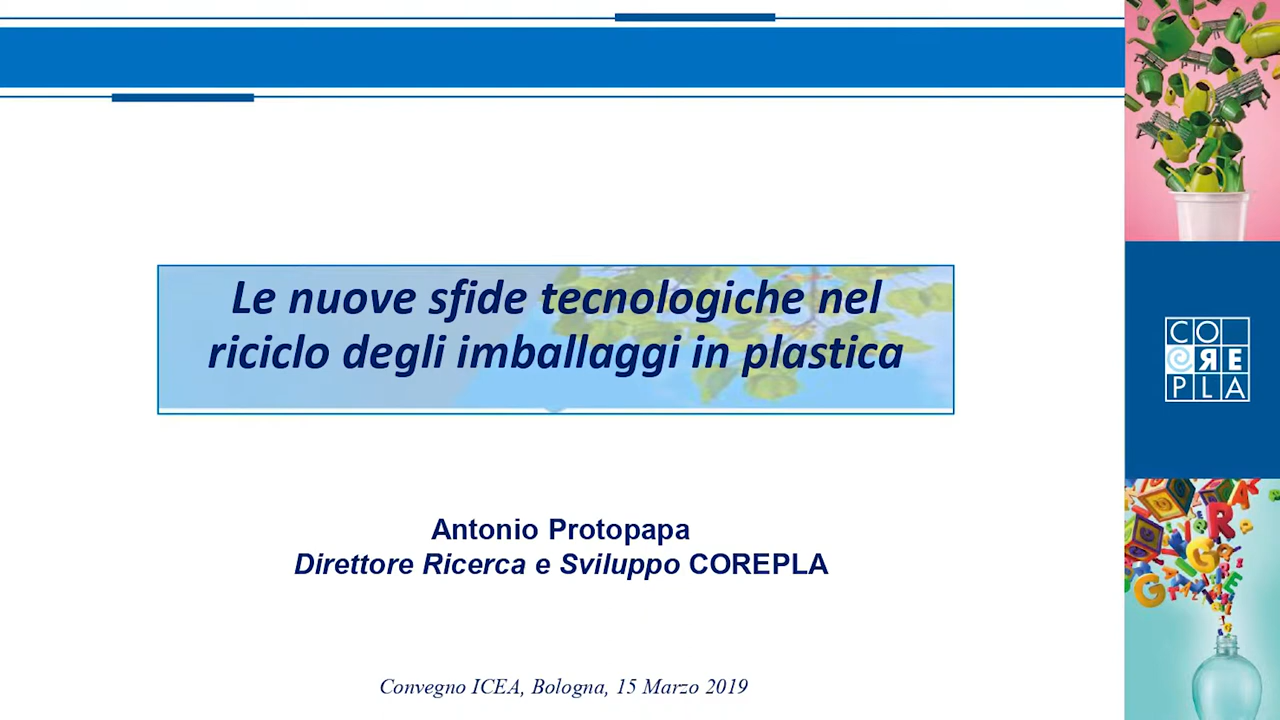 Le nuove sfide tecnologiche nel
riciclo degli imballaggi in plastica
Antonio Protopapa
Direttore Ricerca e Sviluppo COREPLA
Convegno ICEA, Bologna, 15 Marzo 2019
CO
RE
PLA